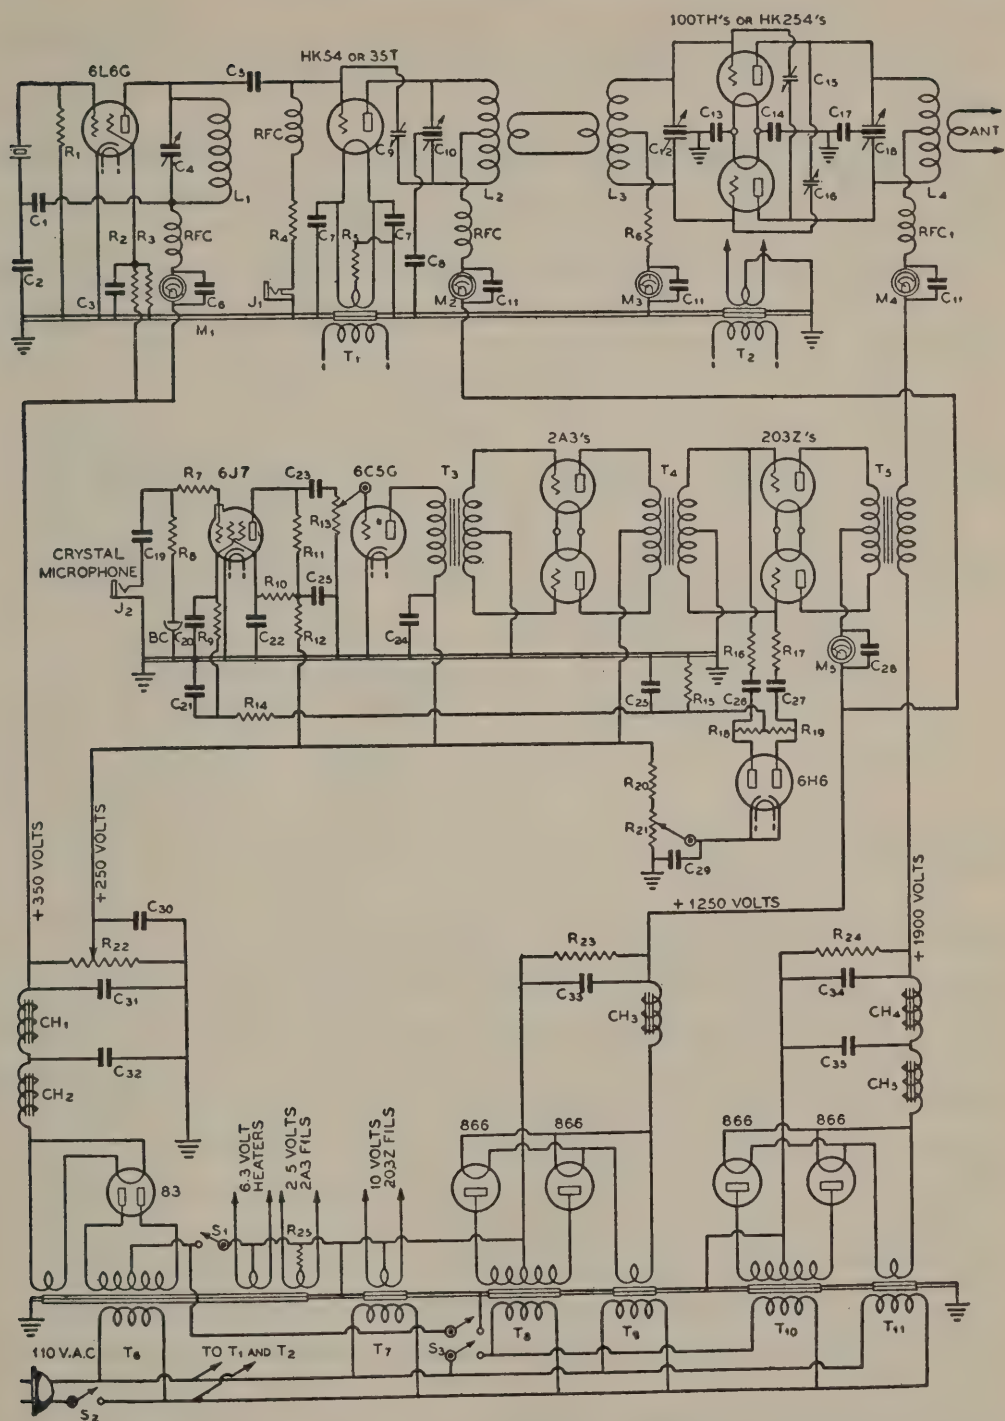 100TH's OR HK254's
HK54 OR 35T
6L6G
C5
R1
C4
L1
RFC
C9
C10
L2
L3
C12
C13
C14
C15
C16
C17
C18
L4
ANT
C1
C2
R2
R3
C3
RFC
C6
M1
R4
J1
C7
R5
C7
C8
RFC
M2
C11
R6
M3
C11
RFC1
M4
C11
T1
T2
2A3's
203Z's
R7
6J7
C23
6C5G
T3
T4
T5
CRYSTAL
MICROPHONE
J2
C19
R8
BC
C20
R9
C21
C22
R10
R11
R12
R13
C25
C24
R14
C25
R15
R16
R17
C26
C27
M5
C28
R18
R19
6H6
R20
R21
C29
+350 VOLTS
+250 VOLTS
+1250 VOLTS
+1900 VOLTS
C30
R22
C31
CH1
C32
CH2
R23
C33
CH3
R24
C34
CH4
C35
CH5
83
6.3 VOLT
HEATERS
2.5 VOLTS
2A3 FILS
10 VOLTS
203Z FILS
866
866
866
866
S1
R25
110 V.A.C
T6
TO T1 AND T2
T7
S3
T8
T9
T10
T11
S2